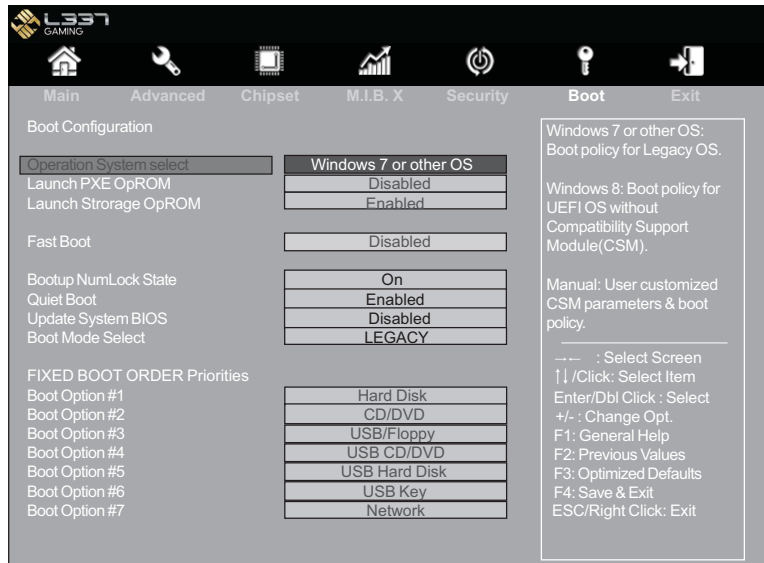 L337
GAMING
Main Advanced Chipset M.I.B. X Security Boot Exit
Boot Configuration
Operation System select Windows 7 or other OS
Launch PXE OpROM Disabled
Launch Strorage OpROM Enabled
Fast Boot Disabled
Bootup NumLock State On
Quiet Boot Enabled
Update System BIOS Disabled
Boot Mode Select LEGACY
FIXED BOOT ORDER Priorities
Boot Option #1 Hard Disk
Boot Option #2 CD/DVD
Boot Option #3 USB/Floppy
Boot Option #4 USB CD/DVD
Boot Option #5 USB Hard Disk
Boot Option #6 USB Key
Boot Option #7 Network
Windows 7 or other OS:
Boot policy for Legacy OS.
Windows 8: Boot policy for
UEFI OS without
Compatibility Support
Module(CSM).
Manual: User customized
CSM parameters & boot
policy.
→← : Select Screen
↑↓/Click: Select Item
Enter/Dbl Click : Select
+/- : Change Opt.
F1: General Help
F2: Previous Values
F3: Optimized Defaults
F4: Save & Exit
ESC/Right Click: Exit